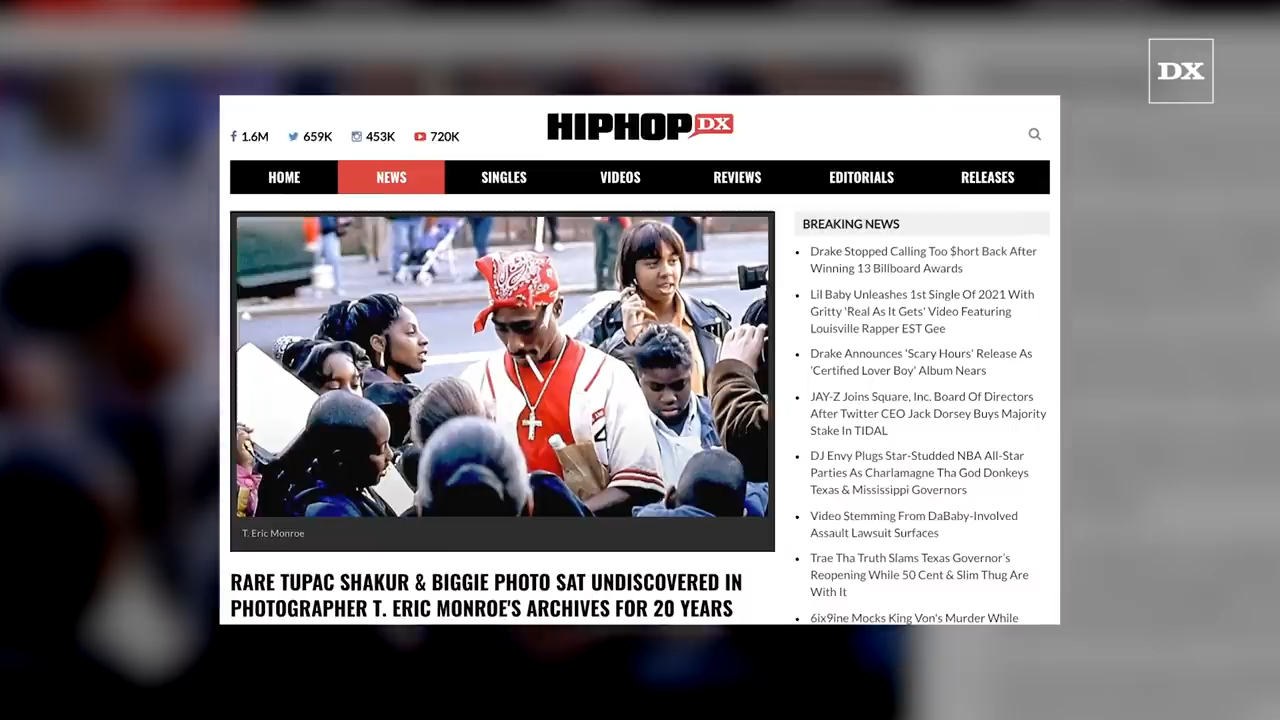 DX
1.6M 659K 453K 720K
HIPHOPDX
HOME NEWS SINGLES VIDEOS REVIEWS EDITORIALS RELEASES
T. Eric Monroe
RARE TUPAC SHAKUR & BIGGIE PHOTO SAT UNDISCOVERED IN
PHOTOGRAPHER T. ERIC MONROE'S ARCHIVES FOR 20 YEARS
BREAKING NEWS
Drake Stopped Calling Too $hort Back After
Winning 13 Billboard Awards
Lil Baby Unleashes 1st Single Of 2021 With
Gritty 'Real As It Gets' Video Featuring
Louisville Rapper EST Gee
Drake Announces 'Scary Hours' Release As
'Certified Lover Boy' Album Nears
JAY-Z Joins Square, Inc. Board Of Directors
After Twitter CEO Jack Dorsey Buys Majority
Stake In TIDAL
DJ Envy Plugs Star-Studded NBA All-Star
Parties As Charlamagne Tha God Donkeys
Texas & Mississippi Governors
Video Stemming From DaBaby-Involved
Assault Lawsuit Surfaces
Trae Tha Truth Slams Texas Governor's
Reopening While 50 Cent & Slim Thug Are
With It
6ix9ine Mocks King Von's Murder While